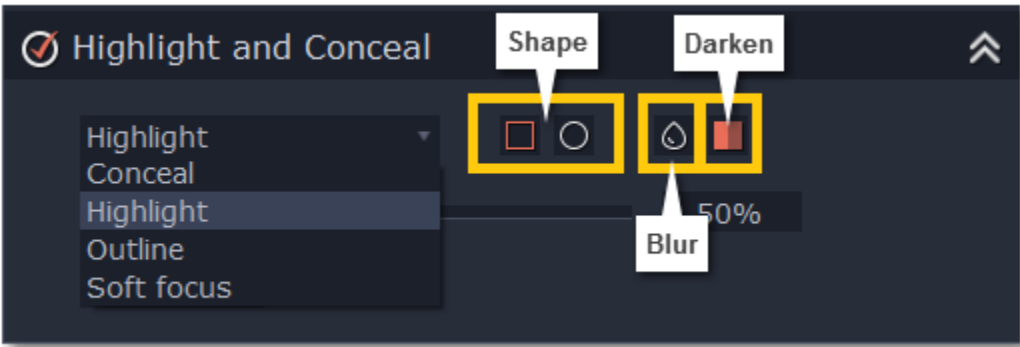 Highlight and Conceal
Shape
Darken
Highlight
Conceal
Highlight
Outline
Soft focus
50%
Blur